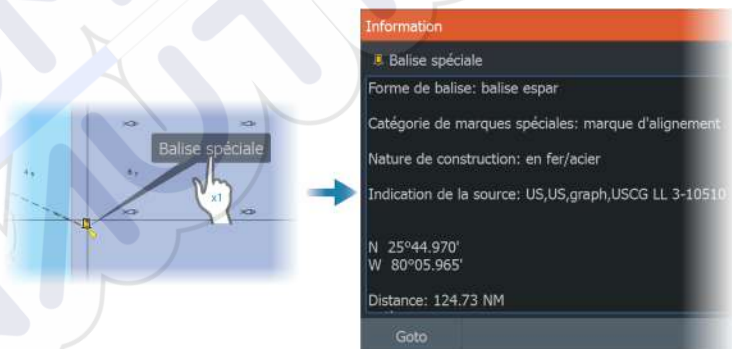 Balise spéciale
x1
Information
Balise spéciale
Forme de balise: balise espar
Catégorie de marques spéciales: marque d'alignement
Nature de construction: en fer/acier
Indication de la source: US,US,graph,USCG LL 3-10510
N 25°44.970'
W 80°05.965'
Distance: 124.73 NM
Goto